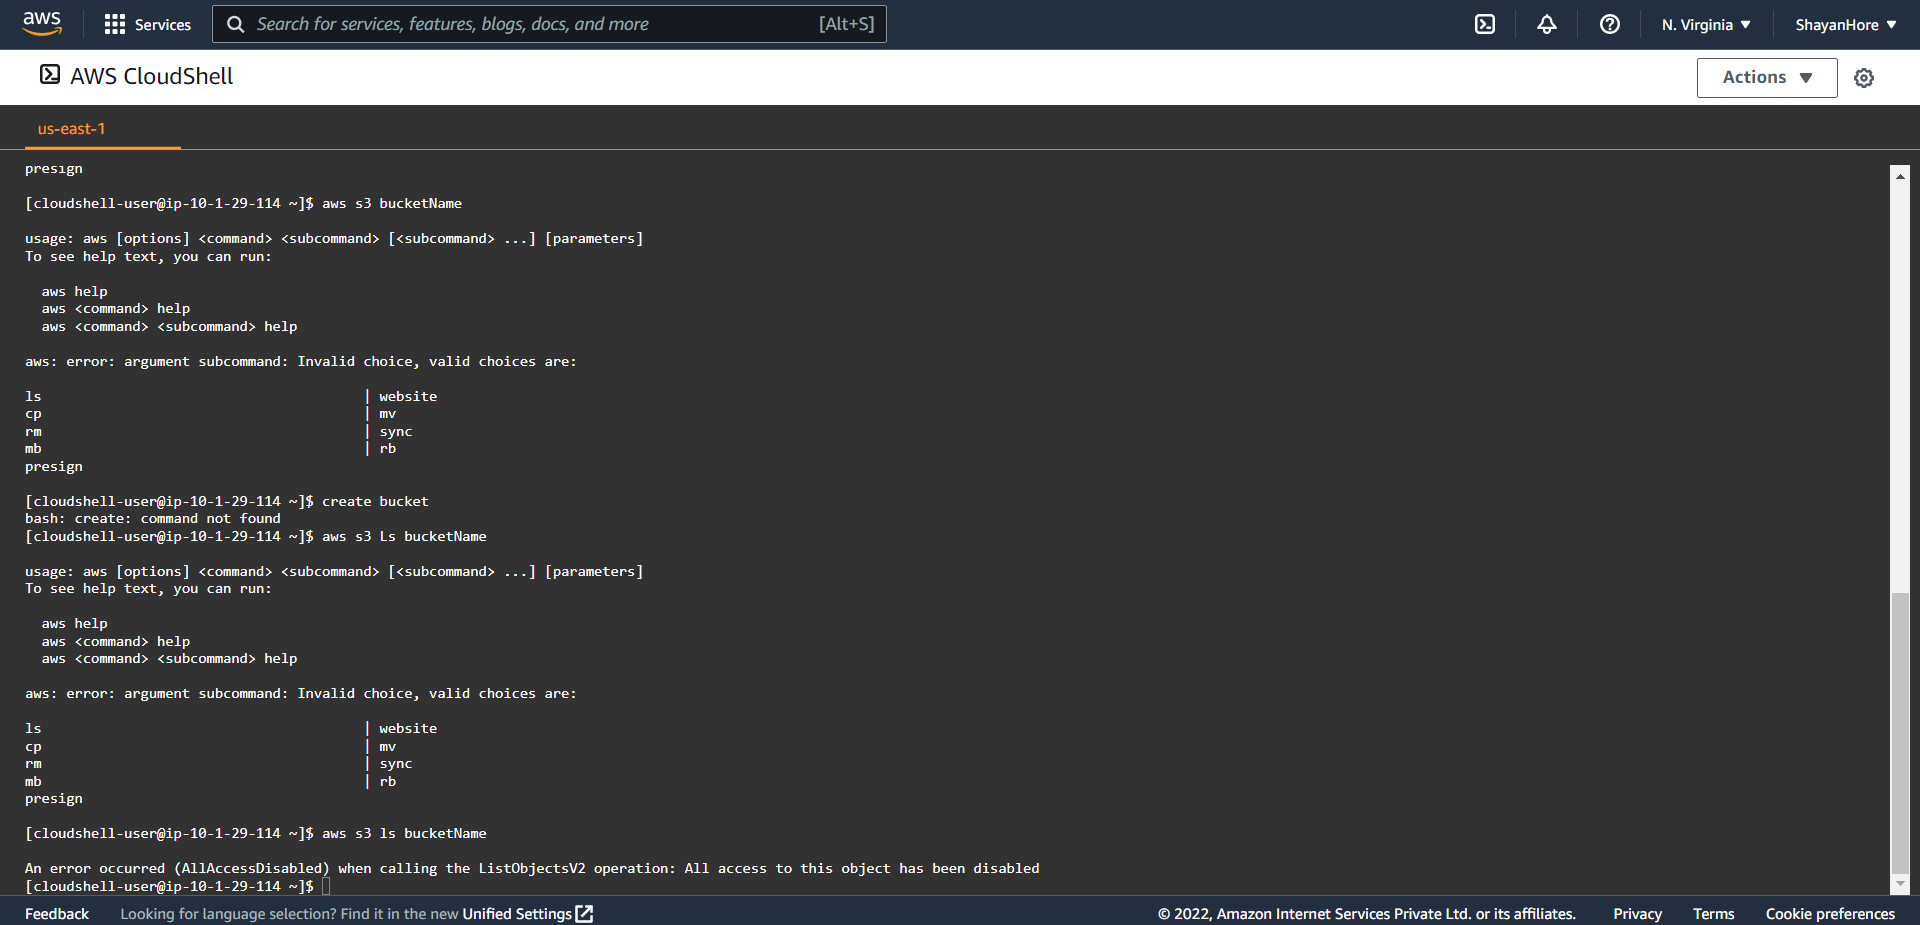 aws
Services
Search for services, features, blogs, docs, and more [Alt+S]
N. Virginia ▼
ShayanHore ▼
AWS CloudShell
Actions ▼
us-east-1
presign
[cloudshell-user@ip-10-1-29-114 ~]$ aws s3 bucketName
usage: aws [options] <command> <subcommand> [<subcommand> ...] [parameters]
To see help text, you can run:
aws help
aws <command> help
aws <command> <subcommand> help
aws: error: argument subcommand: Invalid choice, valid choices are:
ls | website
cp | mv
rm | sync
mb | rb
presign
[cloudshell-user@ip-10-1-29-114 ~]$ create bucket
bash: create: command not found
[cloudshell-user@ip-10-1-29-114 ~]$ aws s3 Ls bucketName
usage: aws [options] <command> <subcommand> [<subcommand> ...] [parameters]
To see help text, you can run:
aws help
aws <command> help
aws <command> <subcommand> help
aws: error: argument subcommand: Invalid choice, valid choices are:
ls | website
cp | mv
rm | sync
mb | rb
presign
[cloudshell-user@ip-10-1-29-114 ~]$ aws s3 ls bucketName
An error occurred (AllAccessDisabled) when calling the ListObjectsV2 operation: All access to this object has been disabled
[cloudshell-user@ip-10-1-29-114 ~]$
Feedback Looking for language selection? Find it in the new Unified Settings © 2022, Amazon Internet Services Private Ltd. or its affiliates. Privacy Terms Cookie preferences